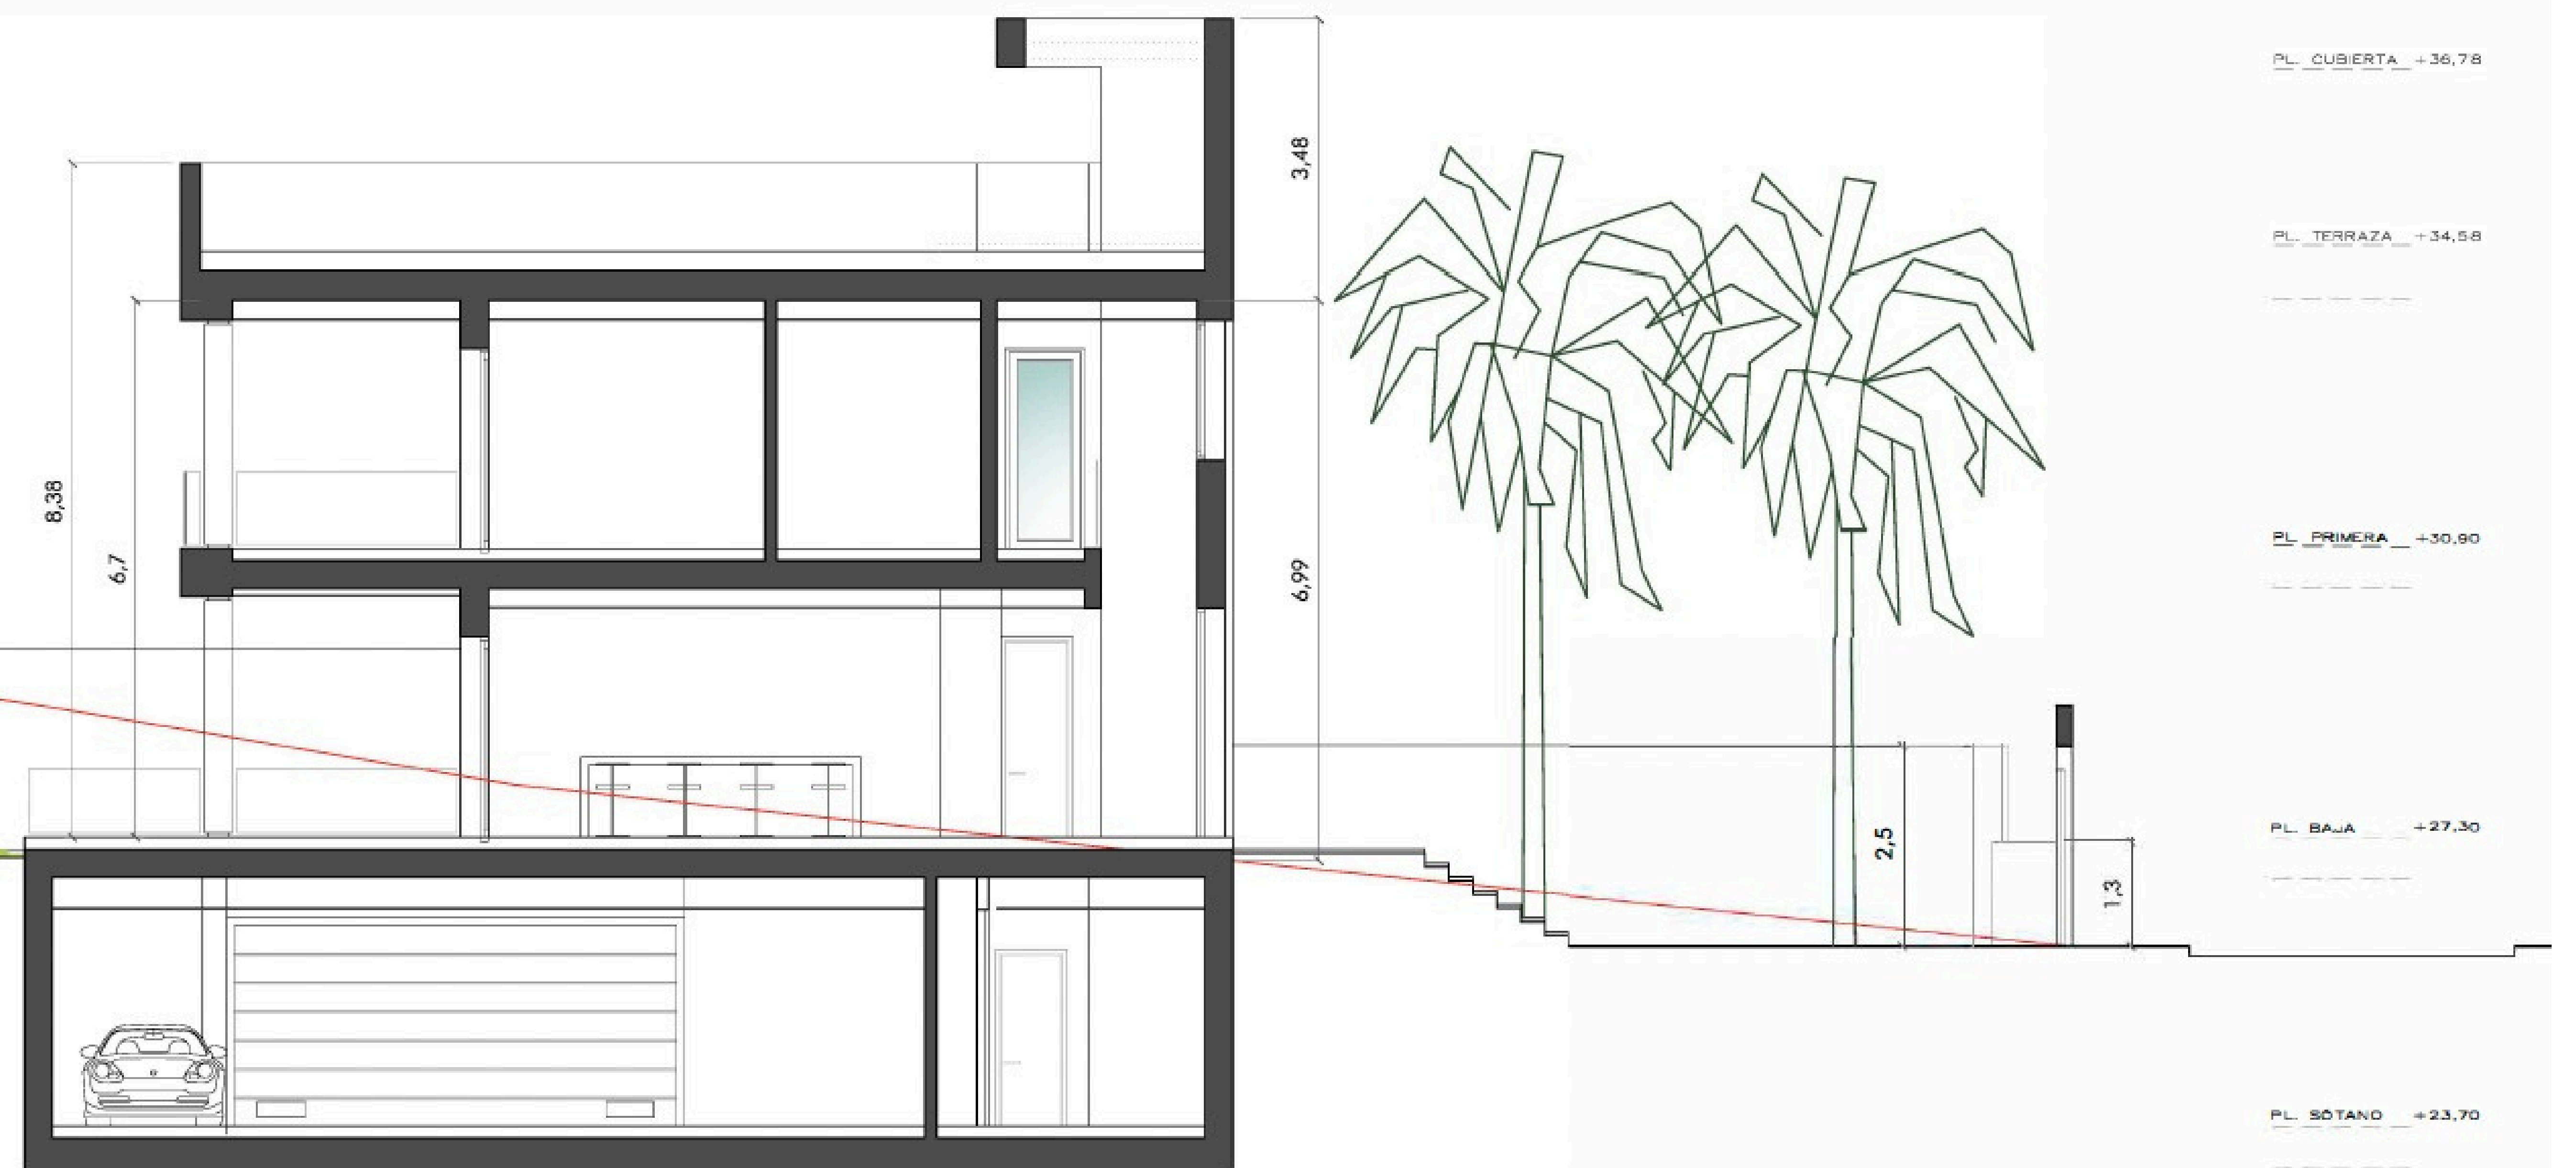 PL. CUBIERTA +36,78
3,48
PL. TERRAZA +34,58
8,38
6,7
6,99
PL PRIMERA +30,90
2,5
PL. BAJA +27,30
1,3
PL. SÓTANO +23,70